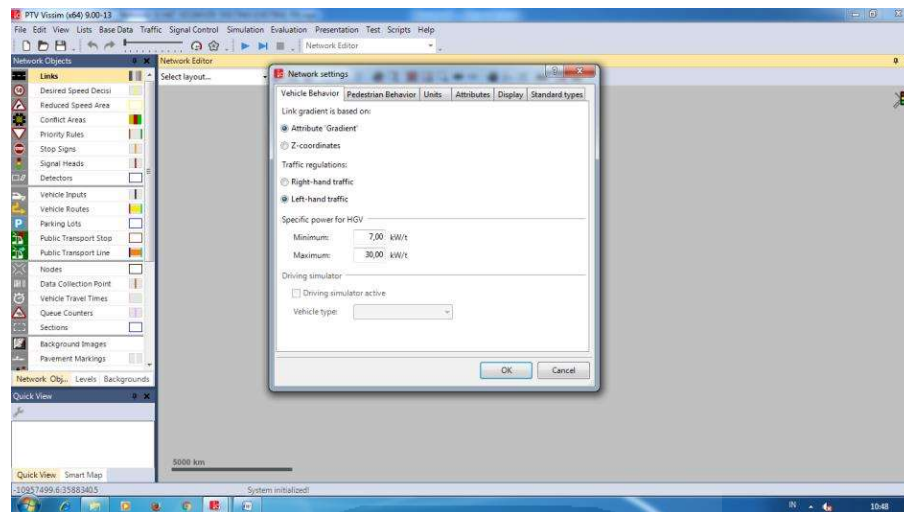 PTV Vissim (x64) 9.00-13
File Edit View Lists Base Data Traffic Signal Control Simulation Evaluation Presentation Test Scripts Help
Network Editor
Network Objects
Network Editor
Links
Select layout...
Network settings
Desired Speed Decisi
Vehicle Behavior Pedestrian Behavior Units Attributes Display Standard types
Reduced Speed Area
Link gradient is based on:
Conflict Areas
Attribute 'Gradient'
Priority Rules
Z-coordinates
Stop Signs
Traffic regulations:
Signal Heads
Right-hand traffic
Detectors
Left-hand traffic
Vehicle Inputs
Specific power for HGV
Vehicle Routes
Minimum: 7,00 kW/t
Parking Lots
Maximum: 30,00 kW/t
Public Transport Stop
Public Transport Line
Driving simulator
Nodes
Driving simulator active
Data Collection Point
Vehicle type:
Vehicle Travel Times
Queue Counters
Sections
Background Images
Pavement Markings
OK Cancel
Network Obj... Levels Backgrounds
Quick View
5000 km
Quick View Smart Map
-10957499.6:3588340.5 System initialized!
IN 10:48